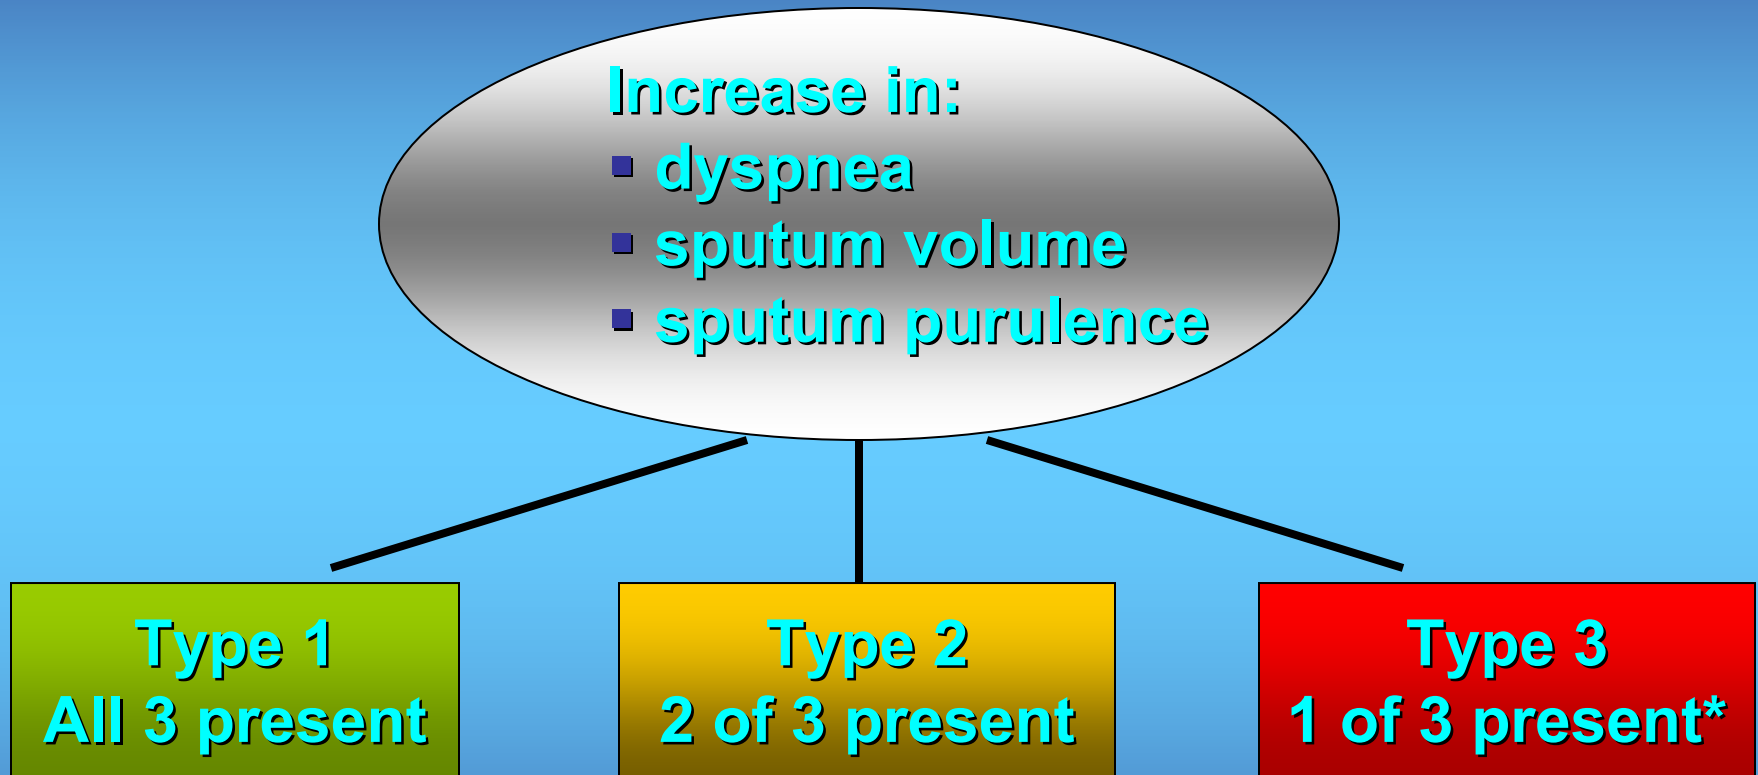 Increase in:
▪ dyspnea
▪ sputum volume
▪ sputum purulence
Type 1
All 3 present
Type 2
2 of 3 present
Type 3
1 of 3 present*